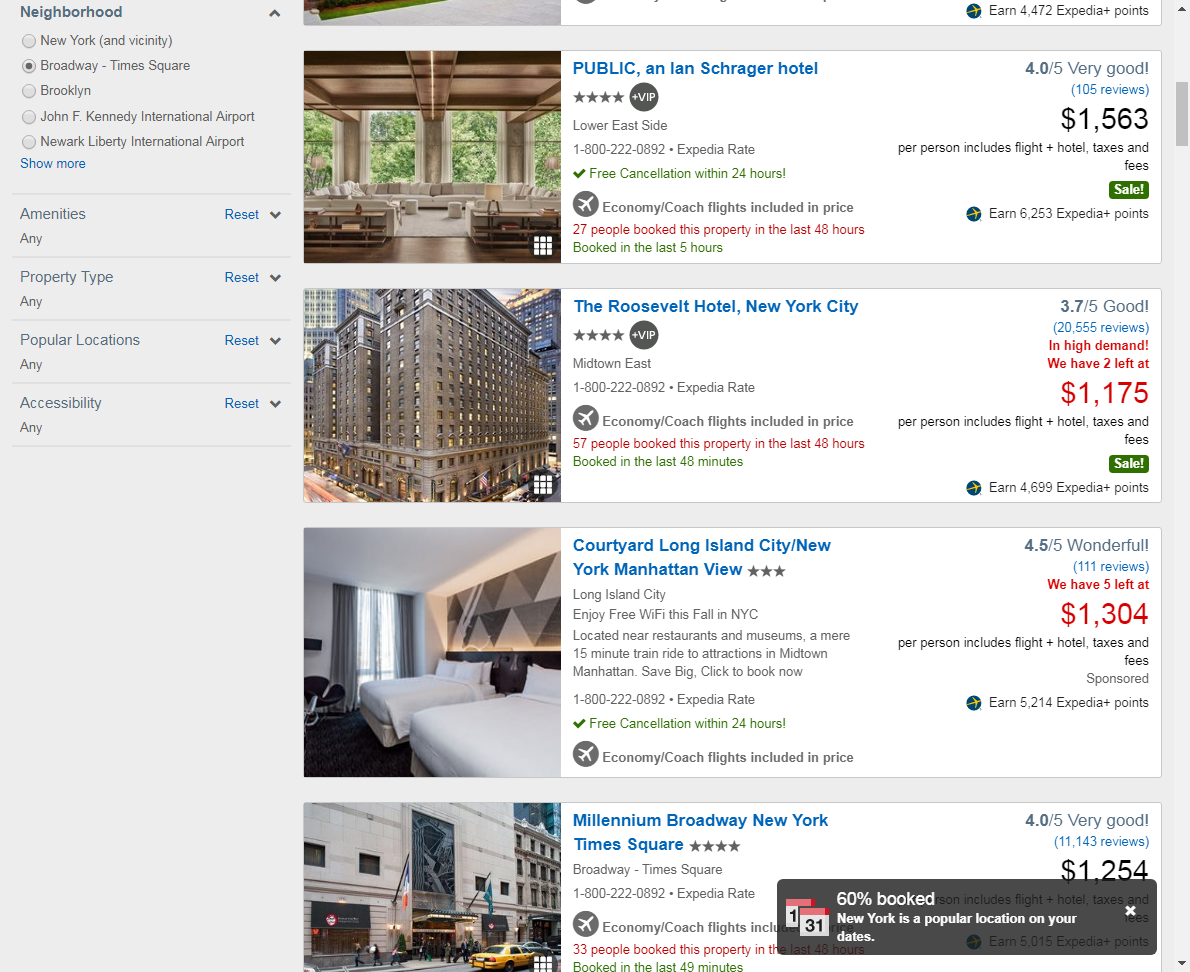 Neighborhood
New York (and vicinity)
Broadway - Times Square
Brooklyn
John F. Kennedy International Airport
Newark Liberty International Airport
Show more
Amenities Reset
Any
Property Type Reset
Any
Popular Locations Reset
Any
Accessibility Reset
Any
Earn 4,472 Expedia+ points
PUBLIC, an Ian Schrager hotel
+VIP
Lower East Side
1-800-222-0892 • Expedia Rate
Free Cancellation within 24 hours!
Economy/Coach flights included in price
27 people booked this property in the last 48 hours
Booked in the last 5 hours
4.0/5 Very good!
(105 reviews)
$1,563
per person includes flight + hotel, taxes and
fees
Sale!
Earn 6,253 Expedia+ points
The Roosevelt Hotel, New York City
+VIP
Midtown East
1-800-222-0892 • Expedia Rate
Economy/Coach flights included in price
57 people booked this property in the last 48 hours
Booked in the last 48 minutes
3.7/5 Good!
(20,555 reviews)
In high demand!
We have 2 left at
$1,175
per person includes flight + hotel, taxes and
fees
Sale!
Earn 4,699 Expedia+ points
Courtyard Long Island City/New
York Manhattan View
Long Island City
Enjoy Free WiFi this Fall in NYC
Located near restaurants and museums, a mere
15 minute train ride to attractions in Midtown
Manhattan. Save Big, Click to book now
1-800-222-0892 • Expedia Rate
Free Cancellation within 24 hours!
Economy/Coach flights included in price
4.5/5 Wonderful!
(111 reviews)
We have 5 left at
$1,304
per person includes flight + hotel, taxes and
fees
Sponsored
Earn 5,214 Expedia+ points
Millennium Broadway New York
Times Square
Broadway - Times Square
1-800-222-0892 • Expedia Rate
Economy/Coach flights included in price
33 people booked this property in the last 48 hours
Booked in the last 49 minutes
4.0/5 Very good!
(11,143 reviews)
$1,254
fees
Earn 5,015 Expedia+ points
1
31
60% booked
New York is a popular location on your
dates.